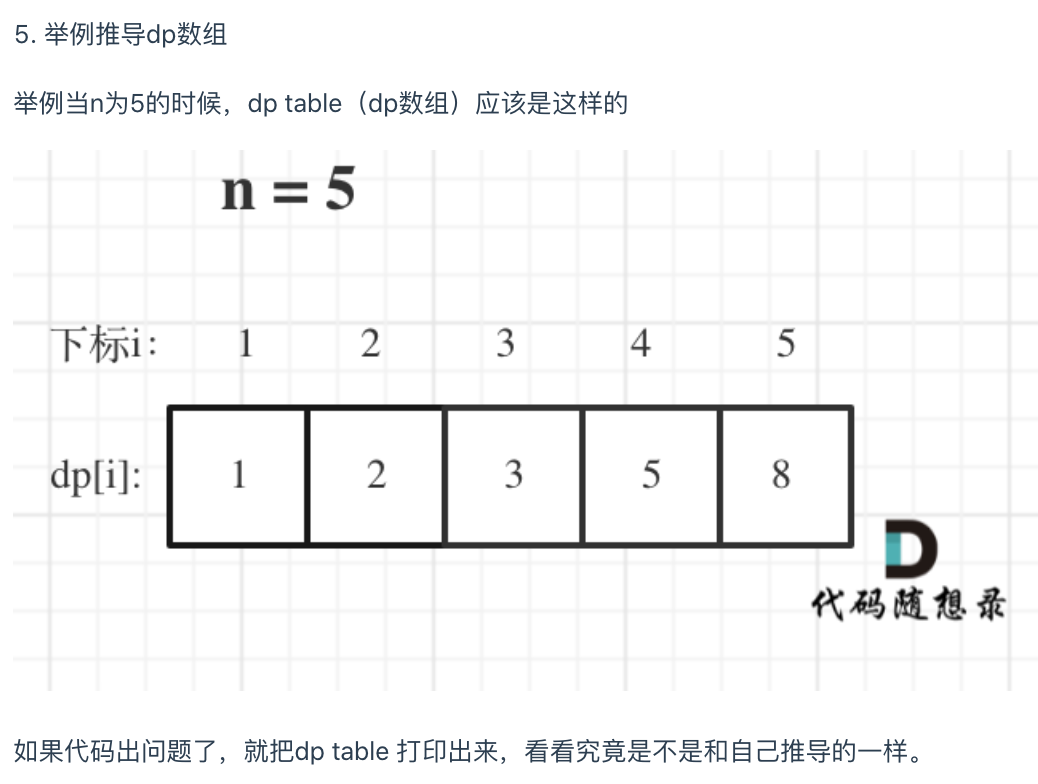 5. 举例推导dp数组
举例当n为5的时候，dp table（dp数组）应该是这样的
n = 5
下标i: 1 2 3 4 5
dp[i]: 1 2 3 5 8
代码随想录
如果代码出问题了，就把dp table 打印出来，看看究竟是不是和自己推导的一样。